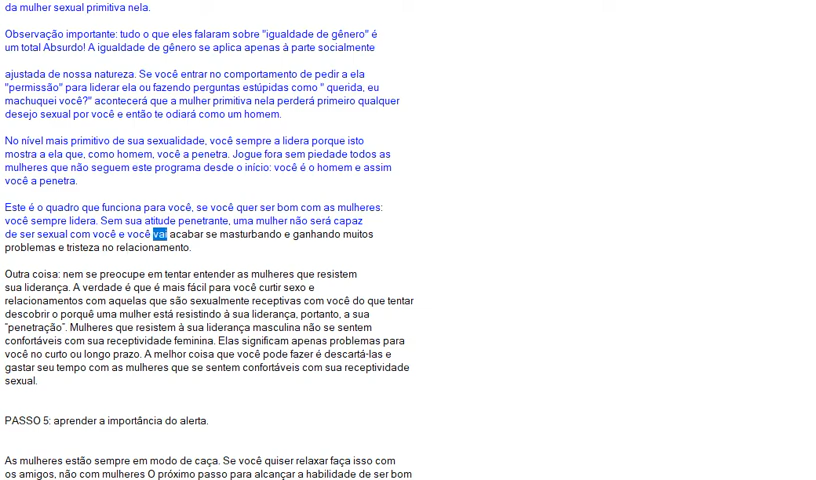 da mulher sexual primitiva nela.
Observação importante: tudo o que eles falaram sobre "igualdade de gênero" é
um total Absurdo! A igualdade de gênero se aplica apenas à parte socialmente
ajustada de nossa natureza. Se você entrar no comportamento de pedir a ela
"permissão" para liderar ela ou fazendo perguntas estúpidas como " querida, eu
machuquei você?" acontecerá que a mulher primitiva nela perderá primeiro qualquer
desejo sexual por você e então te odiará como um homem.
No nível mais primitivo de sua sexualidade, você sempre a lidera porque isto
mostra a ela que, como homem, você a penetra. Jogue fora sem piedade todos as
mulheres que não seguem este programa desde o início: você é o homem e assim
você a penetra.
Este é o quadro que funciona para você, se você quer ser bom com as mulheres:
você sempre lidera. Sem sua atitude penetrante, uma mulher não será capaz
de ser sexual com você e você vai acabar se masturbando e ganhando muitos
problemas e tristeza no relacionamento.
Outra coisa: nem se preocupe em tentar entender as mulheres que resistem
sua liderança. A verdade é que é mais fácil para você curtir sexo e
relacionamentos com aquelas que são sexualmente receptivas com você do que tentar
descobrir o porquê uma mulher está resistindo à sua liderança, portanto, a sua
"penetração". Mulheres que resistem à sua liderança masculina não se sentem
confortáveis com sua receptividade feminina. Elas significam apenas problemas para
você no curto ou longo prazo. A melhor coisa que você pode fazer é descartá-las e
gastar seu tempo com as mulheres que se sentem confortáveis com sua receptividade
sexual.
PASSO 5: aprender a importância do alerta.
As mulheres estão sempre em modo de caça. Se você quiser relaxar faça isso com
os amigos, não com mulheres O próximo passo para alcançar a habilidade de ser bom